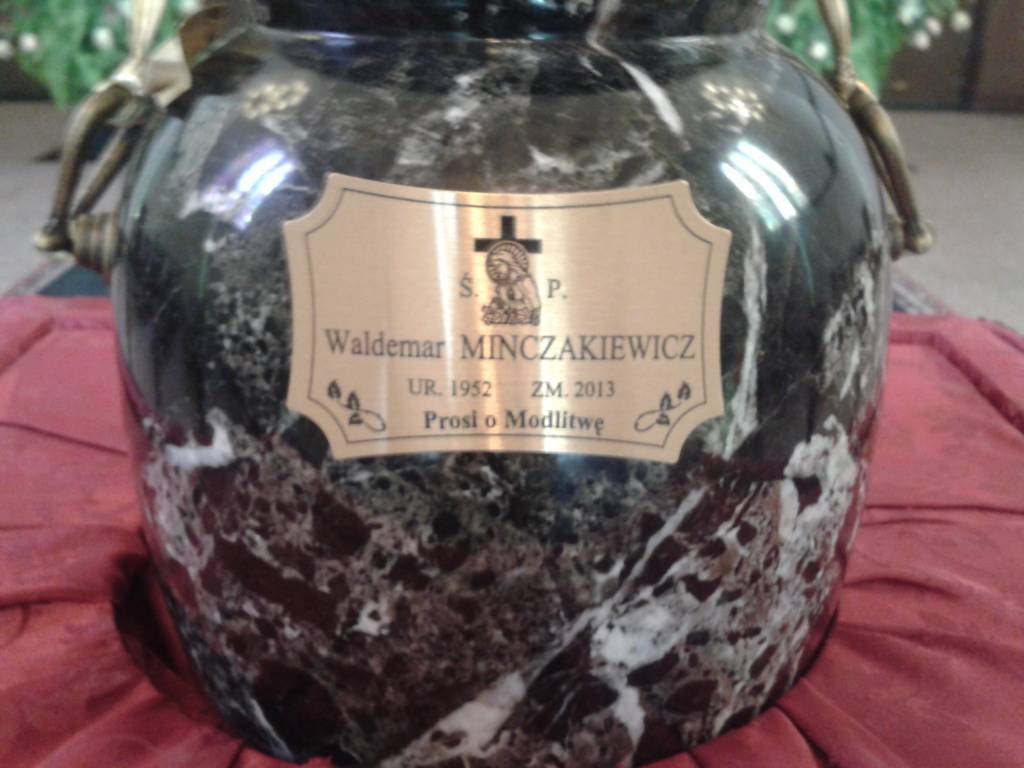 Ś. P.
Waldemar MINCZAKIEWICZ
UR. 1952 ZM. 2013
Prosi o Modlitwę